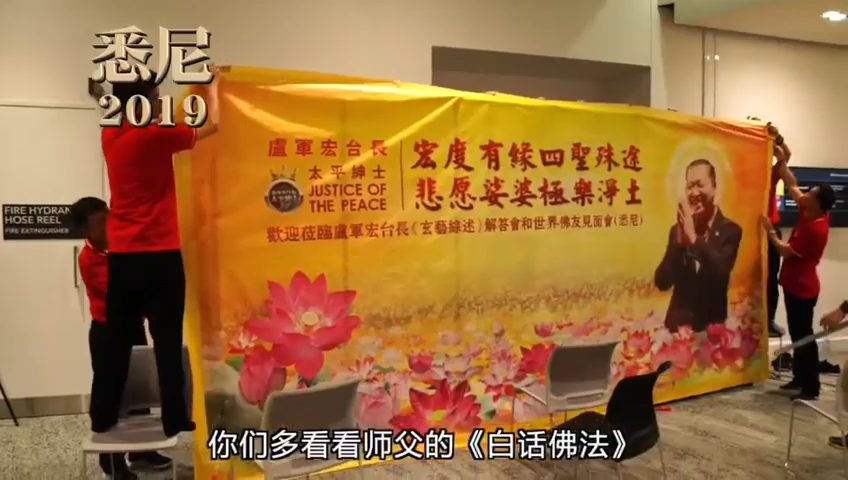 悉尼
2019
FIRE HYDRAN
HOSE REEL
FIRE EXTINGUISHER
盧軍宏台長
太平紳士
JUSTICE OF
THE PEACE
宏度有緣四聖殊途
悲愿娑婆極樂淨土
歡迎莅臨盧軍宏台長《玄藝綜述》解答會和世界佛友見面會(悉尼)
你们多看看师父的《白话佛法》